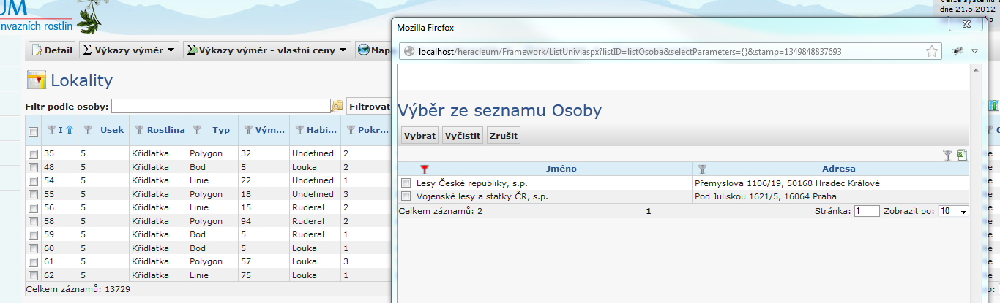 UM
nvazních rostlin
dne 21.5.2012
Mozilla Firefox
localhost/heracleum/Framework/ListUniv.aspx?listID=listOsoba&selectParameters={}&stamp=1349848837693
Detail Výkazy výměr Výkazy výměr - vlastní ceny Map
Lokality
Filtr podle osoby: Filtrovat
I Usek Rostlina Typ Vým... Habi... Pokr...
35 5 Křídlatka Polygon 32 Undefined 2
48 5 Křídlatka Bod 5 Louka 2
54 5 Křídlatka Linie 22 Undefined 1
55 5 Křídlatka Polygon 18 Undefined 3
56 5 Křídlatka Linie 15 Ruderal 2
58 5 Křídlatka Polygon 94 Ruderal 2
59 5 Křídlatka Bod 5 Ruderal 1
60 5 Křídlatka Bod 5 Louka 1
61 5 Křídlatka Polygon 57 Louka 3
62 5 Křídlatka Linie 75 Louka 1
Celkem záznamů: 13729
Výběr ze seznamu Osoby
Vybrat Vyčistit Zrušit
Jméno Adresa
Lesy České republiky, s.p. Přemyslova 1106/19, 50168 Hradec Králové
Vojenské lesy a statky ČR, s.p. Pod Juliskou 1621/5, 16064 Praha
Celkem záznamů: 2 1 Stránka: 1 Zobrazit po: 10